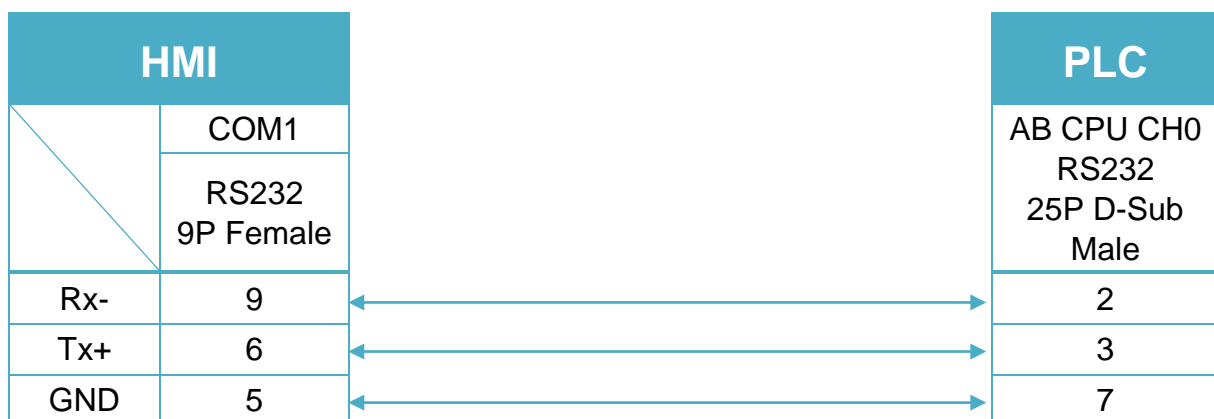 HMI
PLC
COM1
RS232
9P Female
AB CPU CH0
RS232
25P D-Sub
Male
Rx- 9 2
Tx+ 6 3
GND 5 7